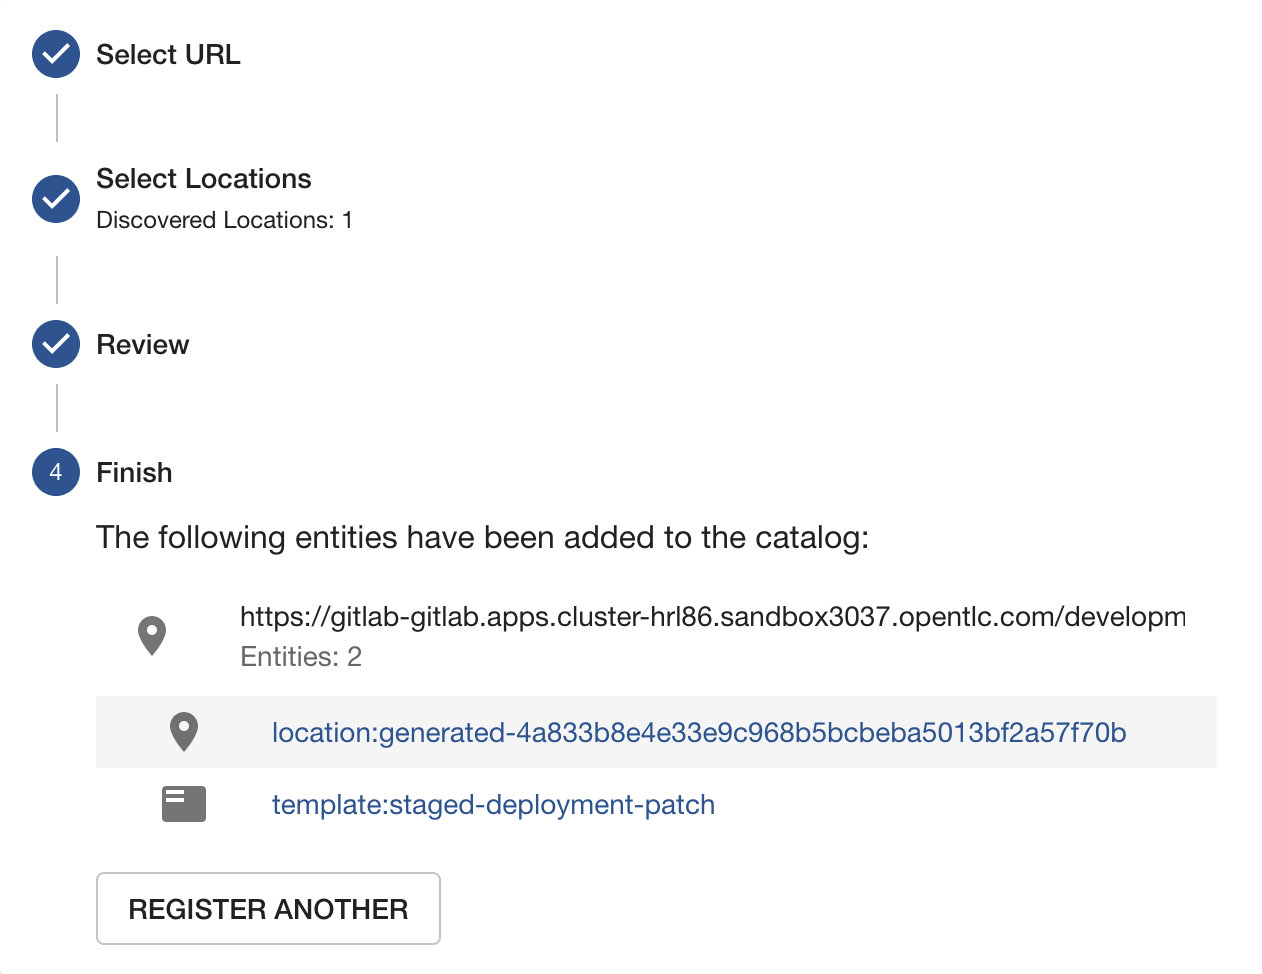 Select URL
Select Locations
Discovered Locations: 1
Review
4 Finish
The following entities have been added to the catalog:
https://gitlab-gitlab.apps.cluster-hrl86.sandbox3037.opentlc.com/developm
Entities: 2
location:generated-4a833b8e4e33e9c968b5bcbeba5013bf2a57f70b
template:staged-deployment-patch
REGISTER ANOTHER